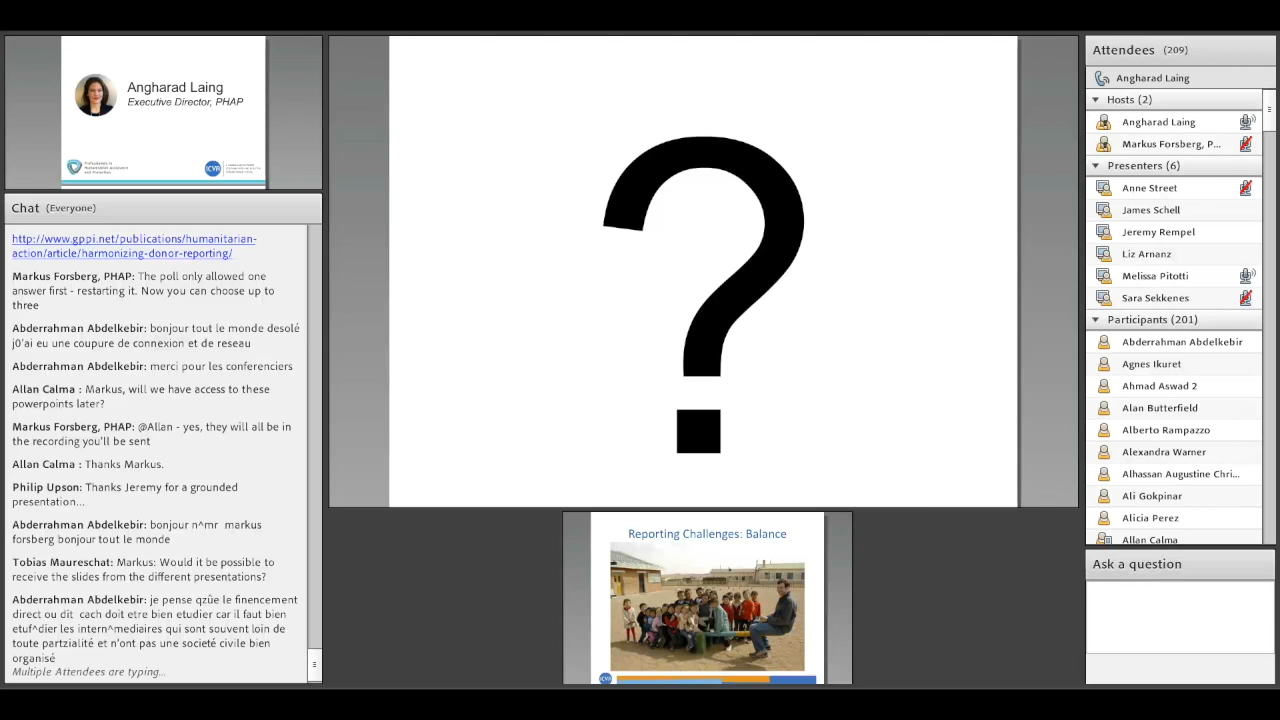 Angharad Laing
Executive Director, PHAP
ICVA
Chat (Everyone)
http://www.gppi.net/publications/humanitarian-
action/article/harmonizing-donor-reporting/
Markus Forsberg, PHAP: The poll only allowed one
answer first - restarting it. Now you can choose up to
three
Abderrahman Abdelkebir: bonjour tout le monde desolé
j0'ai eu une coupure de connexion et de reseau
Abderrahman Abdelkebir: merci pour les conferenciers
Allan Calma : Markus, will we have access to these
powerpoints later?
Markus Forsberg, PHAP: @Allan - yes, they will all be in
the recording you'll be sent
Allan Calma : Thanks Markus.
Philip Upson: Thanks Jeremy for a grounded
presentation...
Abderrahman Abdelkebir: bonjour n^mr  markus
forsberg bonjour tout le monde
Tobias Maureschat: Markus: Would it be possible to
receive the slides from the different presentations?
Abderrahman Abdelkebir: je pense qzûe le financement
direct ou dit  cach doit etre bien etudier car il faut bien
etuf^dier les intern^mediaires qui sont souvent loin de
toute partzialité et n'ont pas une societé civile bien
organisé
Multiple Attendees are typing...
?
Reporting Challenges: Balance
ICVA
Attendees (209)
Angharad Laing
Hosts (2)
Angharad Laing
Markus Forsberg, P...
Presenters (6)
Anne Street
James Schell
Jeremy Rempel
Liz Arnanz
Melissa Pitotti
Sara Sekkenes
Participants (201)
Abderrahman Abdelkebir
Agnes Ikuret
Ahmad Aswad 2
Alan Butterfield
Alberto Rampazzo
Alexandra Warner
Alhassan Augustine Chri...
Ali Gokpinar
Alicia Perez
Allan Calma
Ask a question